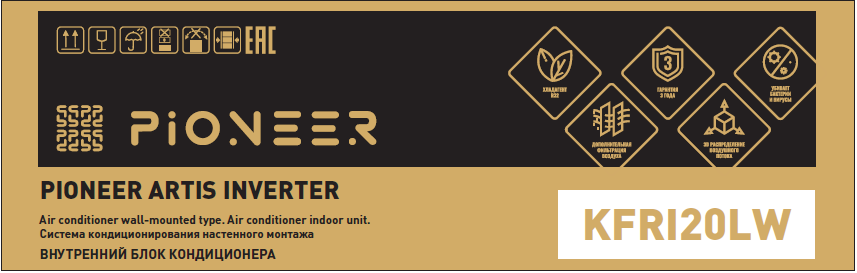 EAC
PiONEER
ХЛАДАГЕНТ
R32
3
ГАРАНТИЯ
3 ГОДА
УБИВАЕТ
БАКТЕРИИ
И ВИРУСЫ
ДОПОЛНИТЕЛЬНАЯ
ФИЛЬТРАЦИЯ
ВОЗДУХА
3D РАСПРЕДЕЛЕНИЕ
ВОЗДУШНОГО
ПОТОКА
PIONEER ARTIS INVERTER
Air conditioner wall-mounted type. Air conditioner indoor unit.
Система кондиционирования настенного монтажа
ВНУТРЕННИЙ БЛОК КОНДИЦИОНЕРА
KFRI20LW